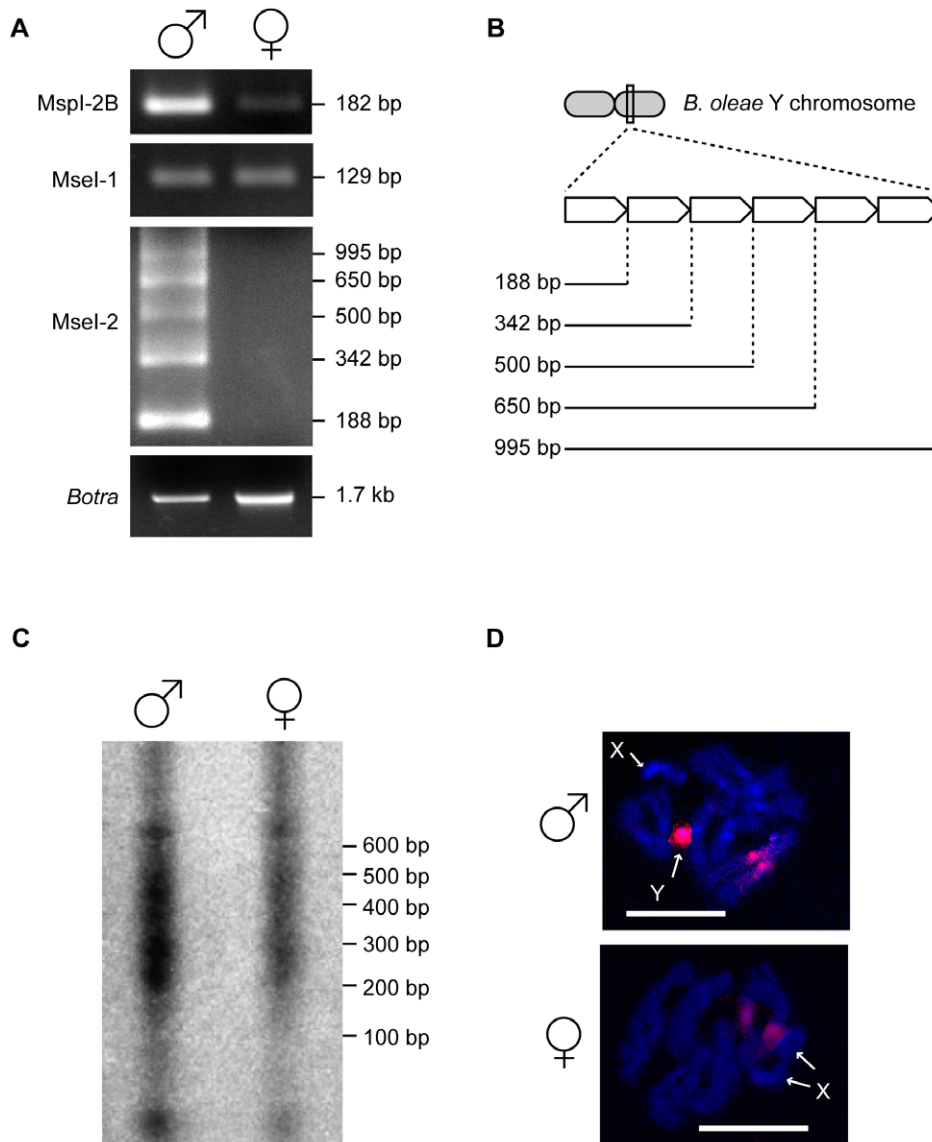 A
MspI-2B
182 bp
MseI-1
129 bp
MseI-2
995 bp
650 bp
500 bp
342 bp
188 bp
Botra
1.7 kb
B
B. oleae Y chromosome
188 bp
342 bp
500 bp
650 bp
995 bp
C
600 bp
500 bp
400 bp
300 bp
200 bp
100 bp
D
X
Y
X